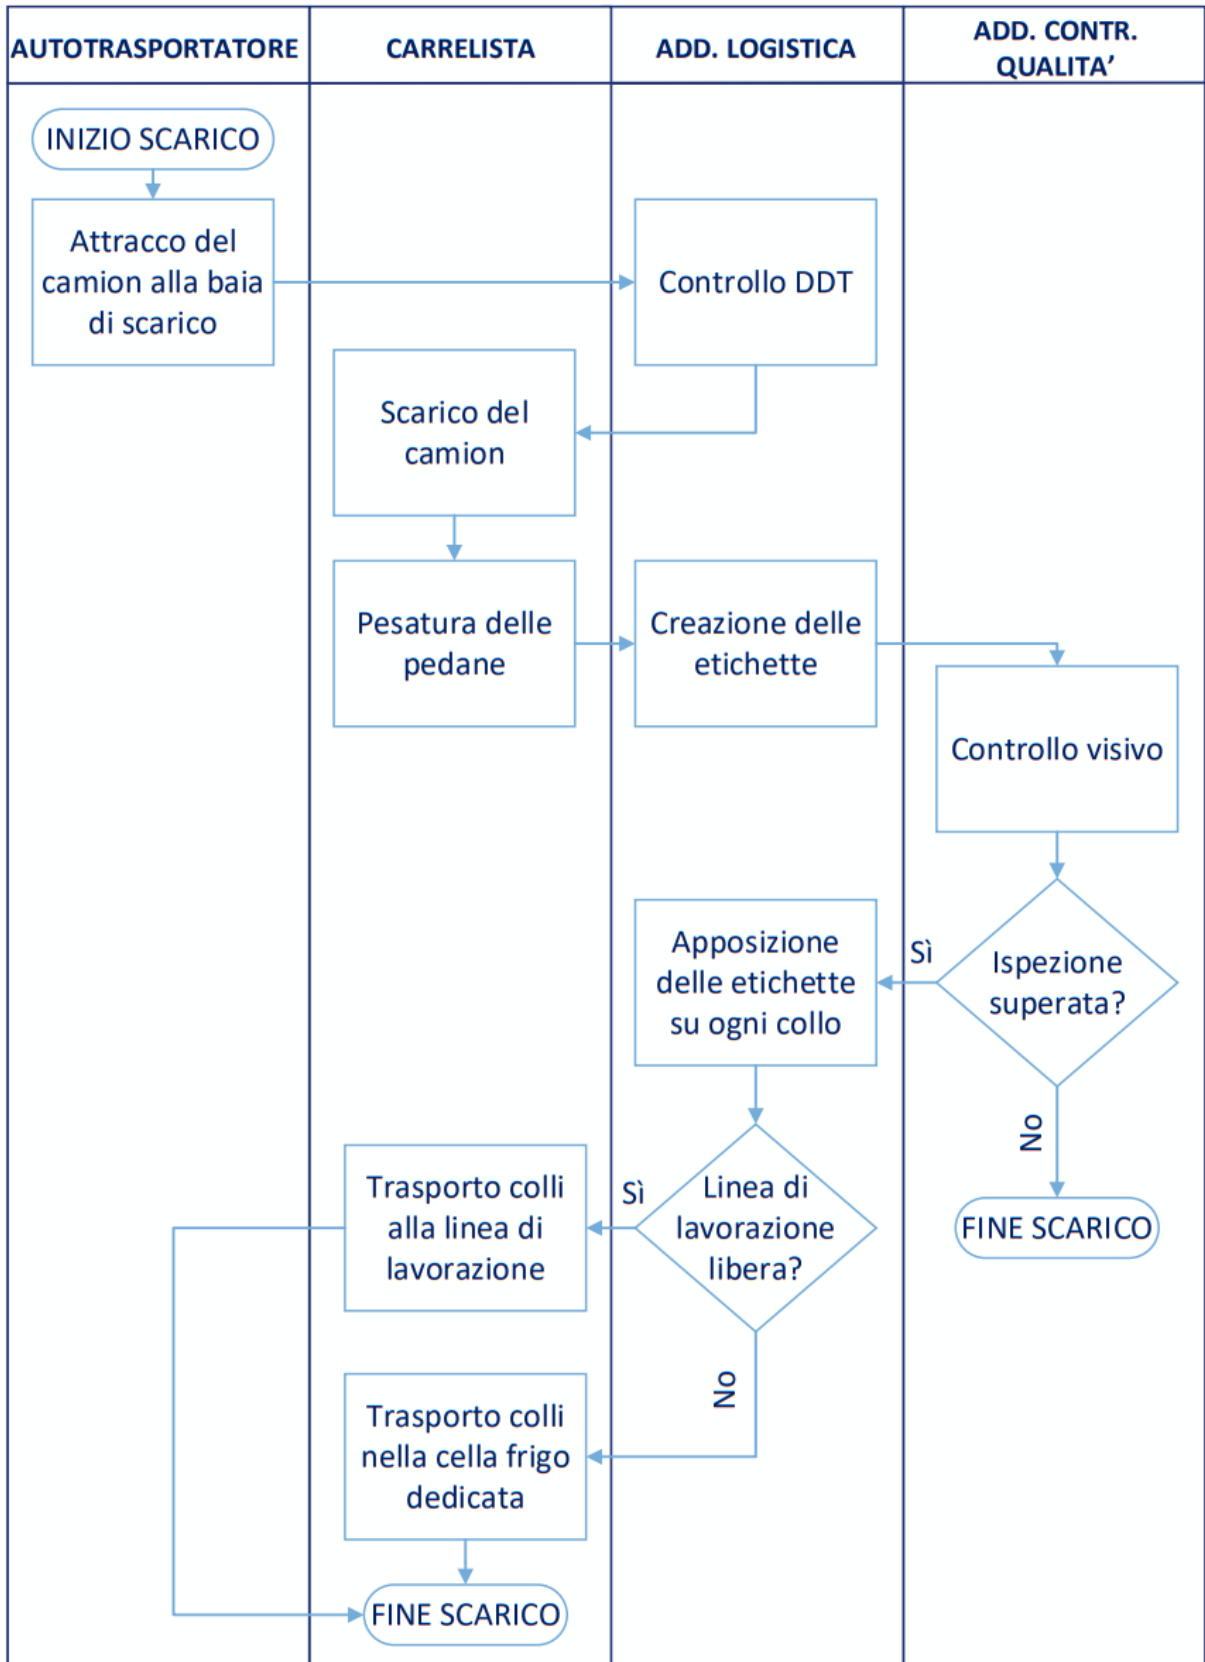 AUTOTRASPORTATORE
CARRELISTA
ADD. LOGISTICA
ADD. CONTR.
QUALITA’
INIZIO SCARICO
Attracco del
camion alla baia
di scarico
Controllo DDT
Scarico del
camion
Pesatura delle
pedane
Creazione delle
etichette
Controllo visivo
Ispezione
superata?
Sì
Apposizione
delle etichette
su ogni collo
No
FINE SCARICO
Linea di
lavorazione
libera?
Sì
Trasporto colli
alla linea di
lavorazione
No
Trasporto colli
nella cella frigo
dedicata
FINE SCARICO